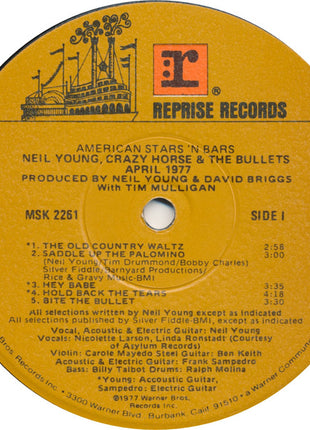 r
®
REPRISE RECORDS
AMERICAN STARS 'N BARS
NEIL YOUNG, CRAZY HORSE & THE BULLETS
APRIL 1977
PRODUCED BY NEIL YOUNG & DAVID BRIGGS
With TIM MULLIGAN
MSK 2261 SIDE I
*1. THE OLD COUNTRY WALTZ 2:58
2. SADDLE UP THE PALOMINO 3:00
(Neil Young/Tim Drummond/Bobby Charles)
Silver Fiddle/Barnyard Productions/
Rice & Gravy Music-BMI
*3. HEY BABE 3:35
*4. HOLD BACK THE TEARS 4:18
5. BITE THE BULLET 3:30
All selections written by Neil Young except as indicated
All selections published by Silver Fiddle-BMI except as indicated
Vocal, Acoustic & Electric Guitar: Neil Young
Vocals: Nicolette Larson, Linda Ronstadt (Courtesy
of Asylum Records)
Violin: Carole Mayedo Steel Guitar: Ben Keith
Acoustic & Electric Guitar: Frank Sampedro
Bass: Billy Talbot Drums: Ralph Molina
*Young: Accoustic Guitar,
Sampedro: Electric Guitar
©1977 Warner Bros.
Records Inc.
Bros. Records Inc., a Warner Commun
• 3300 Warner Blvd. Burbank, Calif. 91510 •